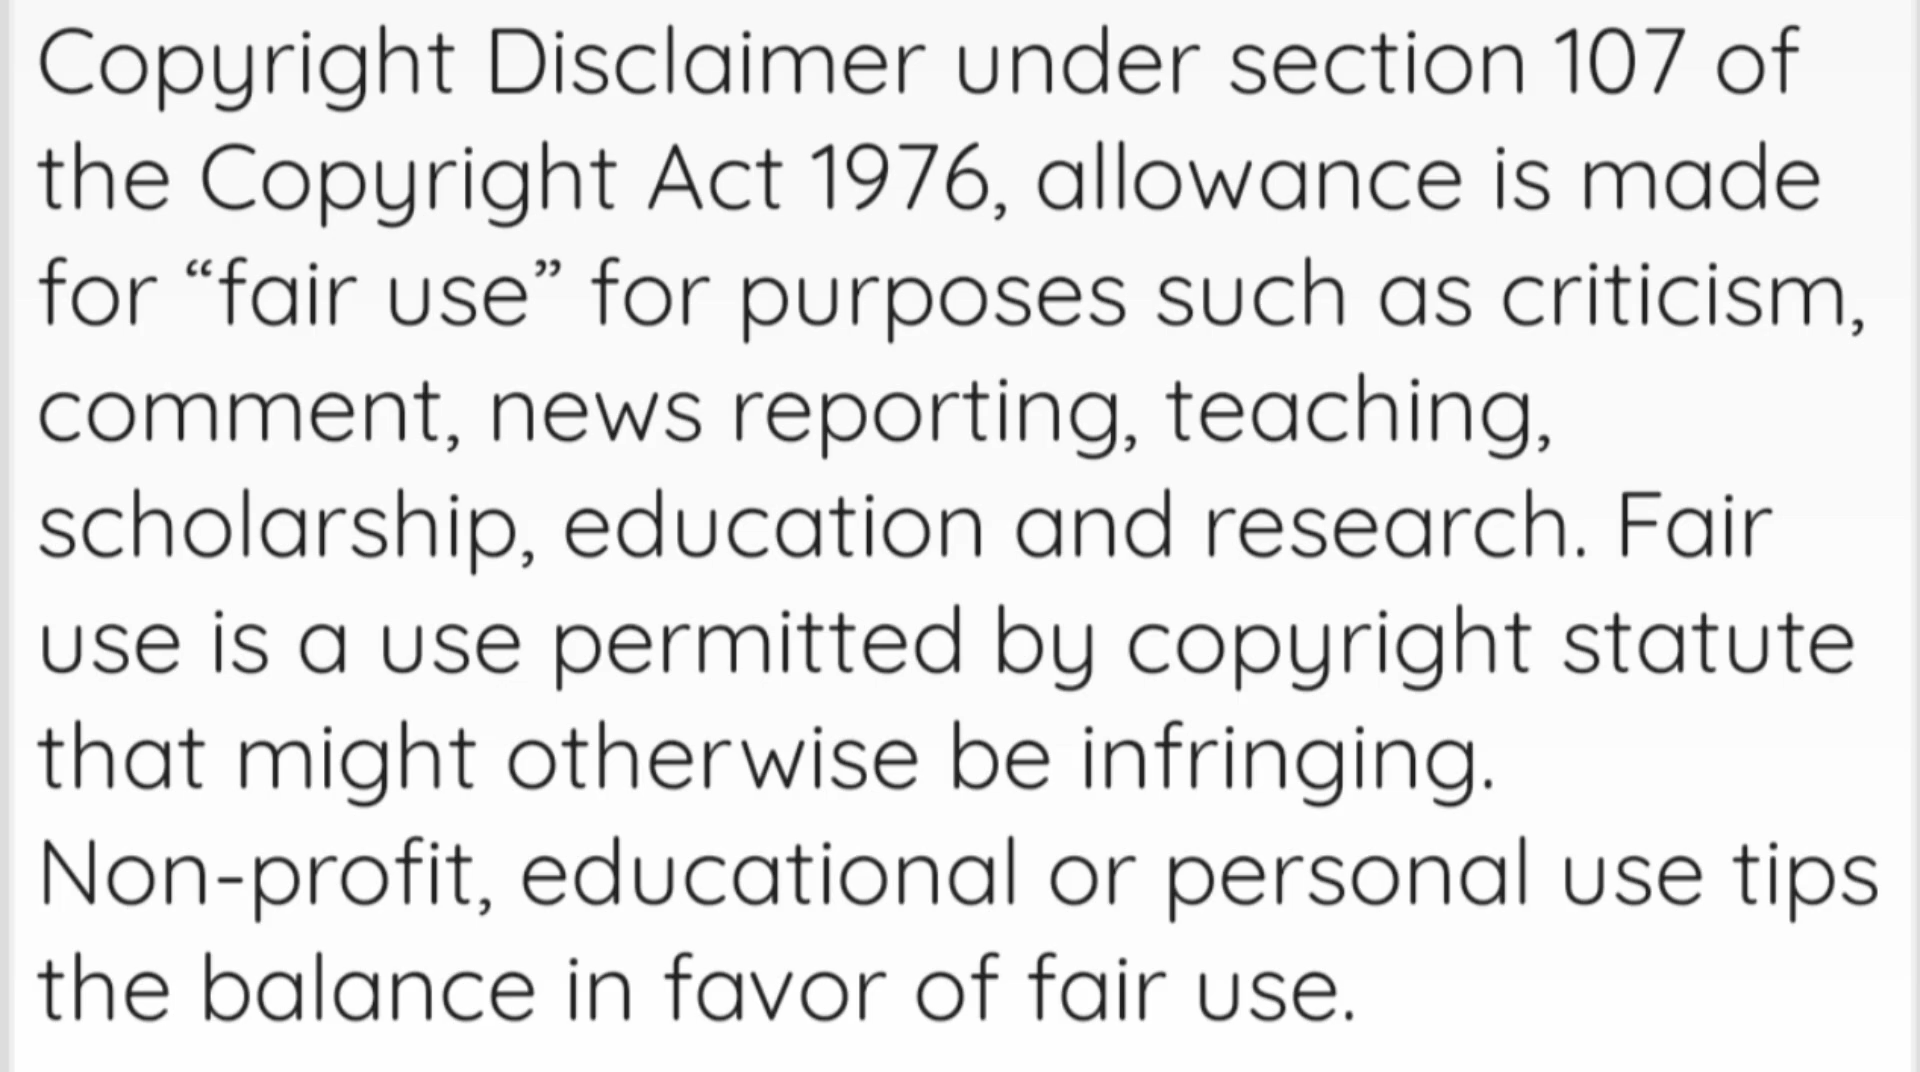 Copyright Disclaimer under section 107 of
the Copyright Act 1976, allowance is made
for “fair use” for purposes such as criticism,
comment, news reporting, teaching,
scholarship, education and research. Fair
use is a use permitted by copyright statute
that might otherwise be infringing.
Non-profit, educational or personal use tips
the balance in favor of fair use.